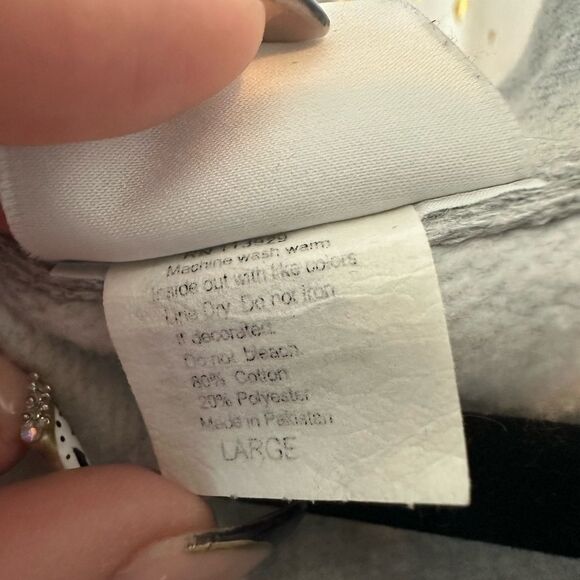 Machine wash warm
Inside out with like colors
Line Dry. Do not Iron
If decorated.
Do not bleach.
80% Cotton
20% Polyester
Made in Pakistan
LARGE